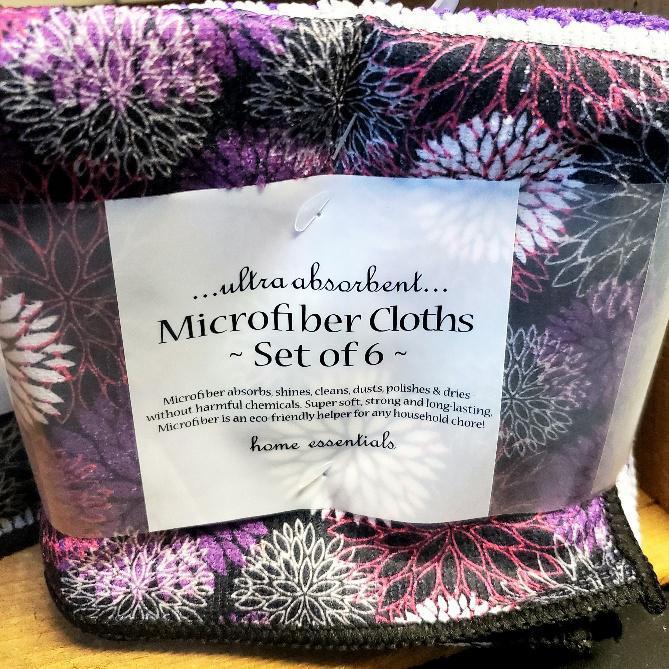 ...ultra absorbent...
Microfiber Cloths
~ Set of 6 ~
Microfiber absorbs, shines, cleans, dusts, polishes & dries
without harmful chemicals. Super soft, strong and long-lasting,
Microfiber is an eco-friendly helper for any household chore!
home essentials